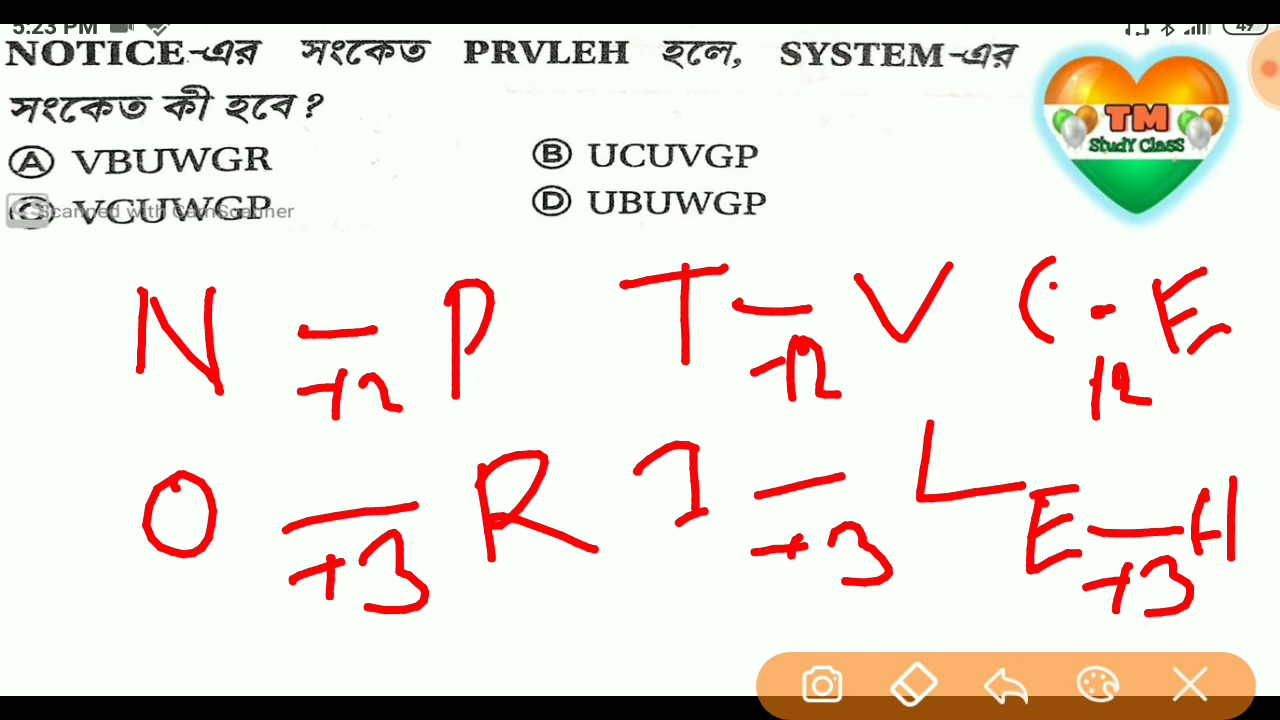 5:23 PM 49
NOTICE-এর সংকেত PRVLEH হলে, SYSTEM-এর
সংকেত কী হবে ?
Ⓐ VBUWGR Ⓑ UCUVGP
Ⓒ VCUWGP Ⓓ UBUWGP
Scanned with CamScanner
TM
StudY Class
N — P T — V C - E
+2 +2 +2
O — R I — L E — H
+3 +3 +3